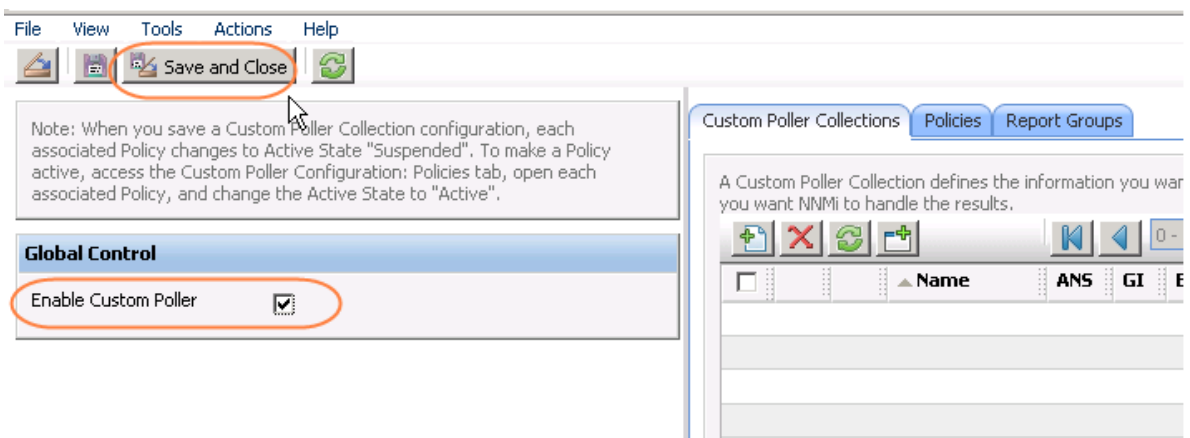 File View Tools Actions Help
Save and Close
Note: When you save a Custom Poller Collection configuration, each
associated Policy changes to Active State "Suspended". To make a Policy
active, access the Custom Poller Configuration: Policies tab, open each
associated Policy, and change the Active State to "Active".
Global Control
Enable Custom Poller
Custom Poller Collections Policies Report Groups
A Custom Poller Collection defines the information you
you want NNMi to handle the results.
0 -
Name ANS GI